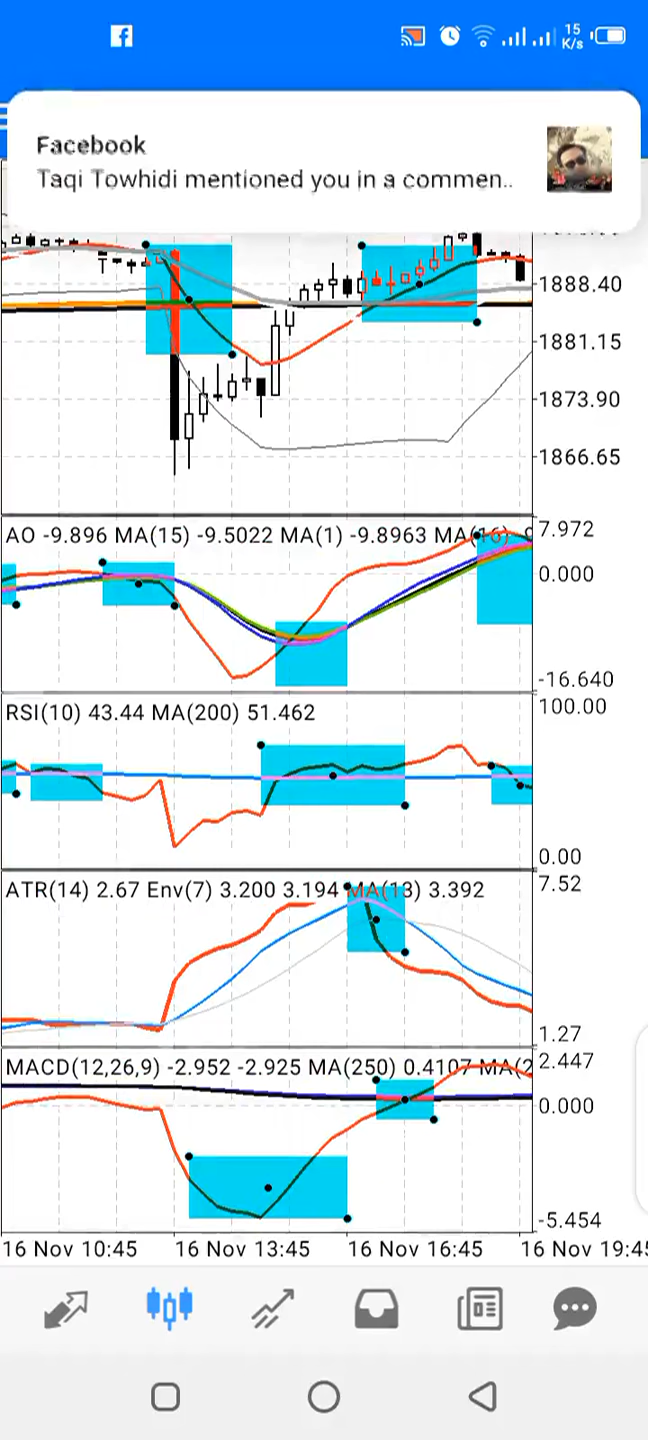 15
K/s
Facebook
Taqi Towhidi mentioned you in a commen..
1888.40
1881.15
1873.90
1866.65
AO -9.896 MA(15) -9.5022 MA(1) -9.8963 MA(16)
7.972
0.000
-16.640
RSI(10) 43.44 MA(200) 51.462
100.00
0.00
ATR(14) 2.67 Env(7) 3.200 3.194 MA(13) 3.392
7.52
1.27
MACD(12,26,9) -2.952 -2.925 MA(250) 0.4107 MA(2
2.447
0.000
-5.454
16 Nov 10:45 16 Nov 13:45 16 Nov 16:45 16 Nov 19:45